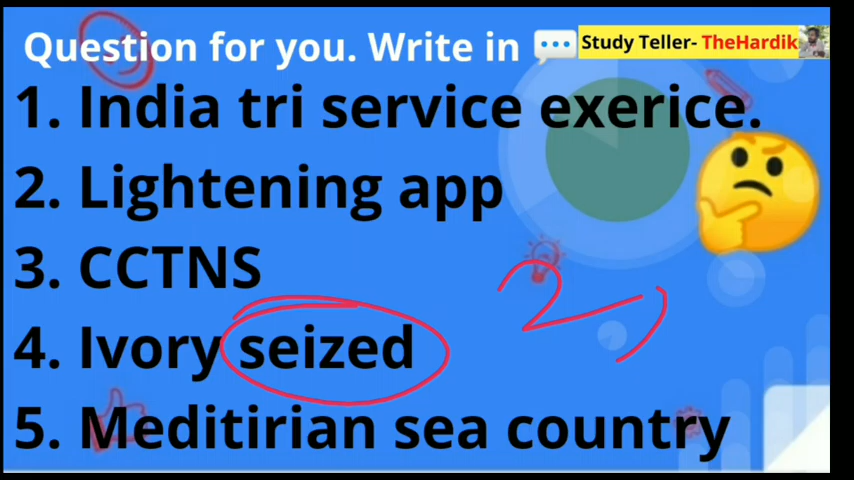 Question for you. Write in 💬 Study Teller- TheHardik
1. India tri service exerice.
2. Lightening app
3. CCTNS
4. Ivory seized
2,
5. Meditirian sea country